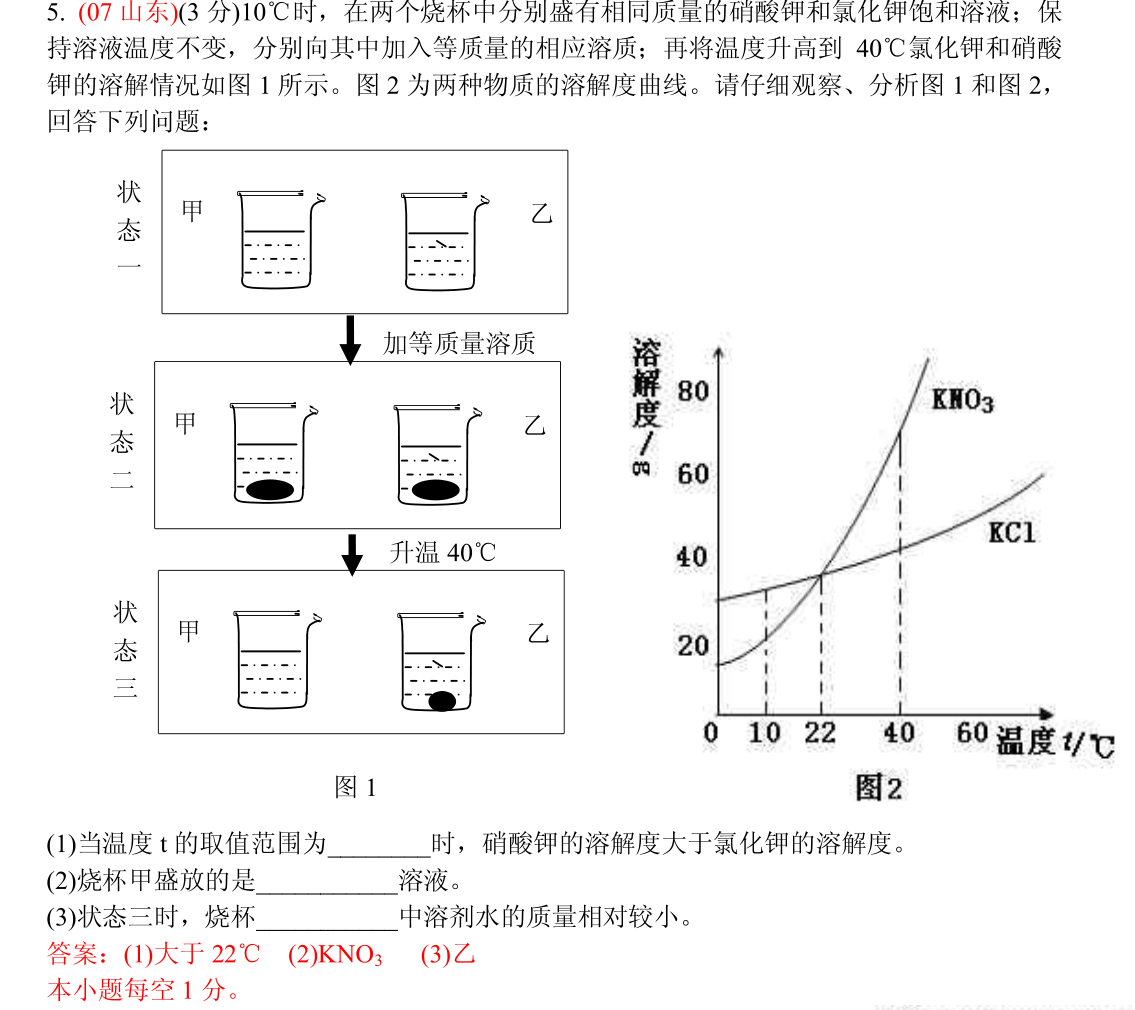 5. (07 山东)(3 分)10℃时，在两个烧杯中分别盛有相同质量的硝酸钾和氯化钾饱和溶液；保
持溶液温度不变，分别向其中加入等质量的相应溶质；再将温度升高到 40℃氯化钾和硝酸
钾的溶解情况如图 1 所示。图 2 为两种物质的溶解度曲线。请仔细观察、分析图 1 和图 2，
回答下列问题：
状态一
甲
乙
加等质量溶质
状态二
甲
乙
升温 40℃
状态三
甲
乙
图 1
溶解度/g
80
60
40
20
KNO3
KCl
0 10 22 40 60 温度 t/℃
图2
(1)当温度 t 的取值范围为________时，硝酸钾的溶解度大于氯化钾的溶解度。
(2)烧杯甲盛放的是___________溶液。
(3)状态三时，烧杯___________中溶剂水的质量相对较小。
答案：(1)大于 22℃ (2)KNO₃ (3)乙
本小题每空 1 分。